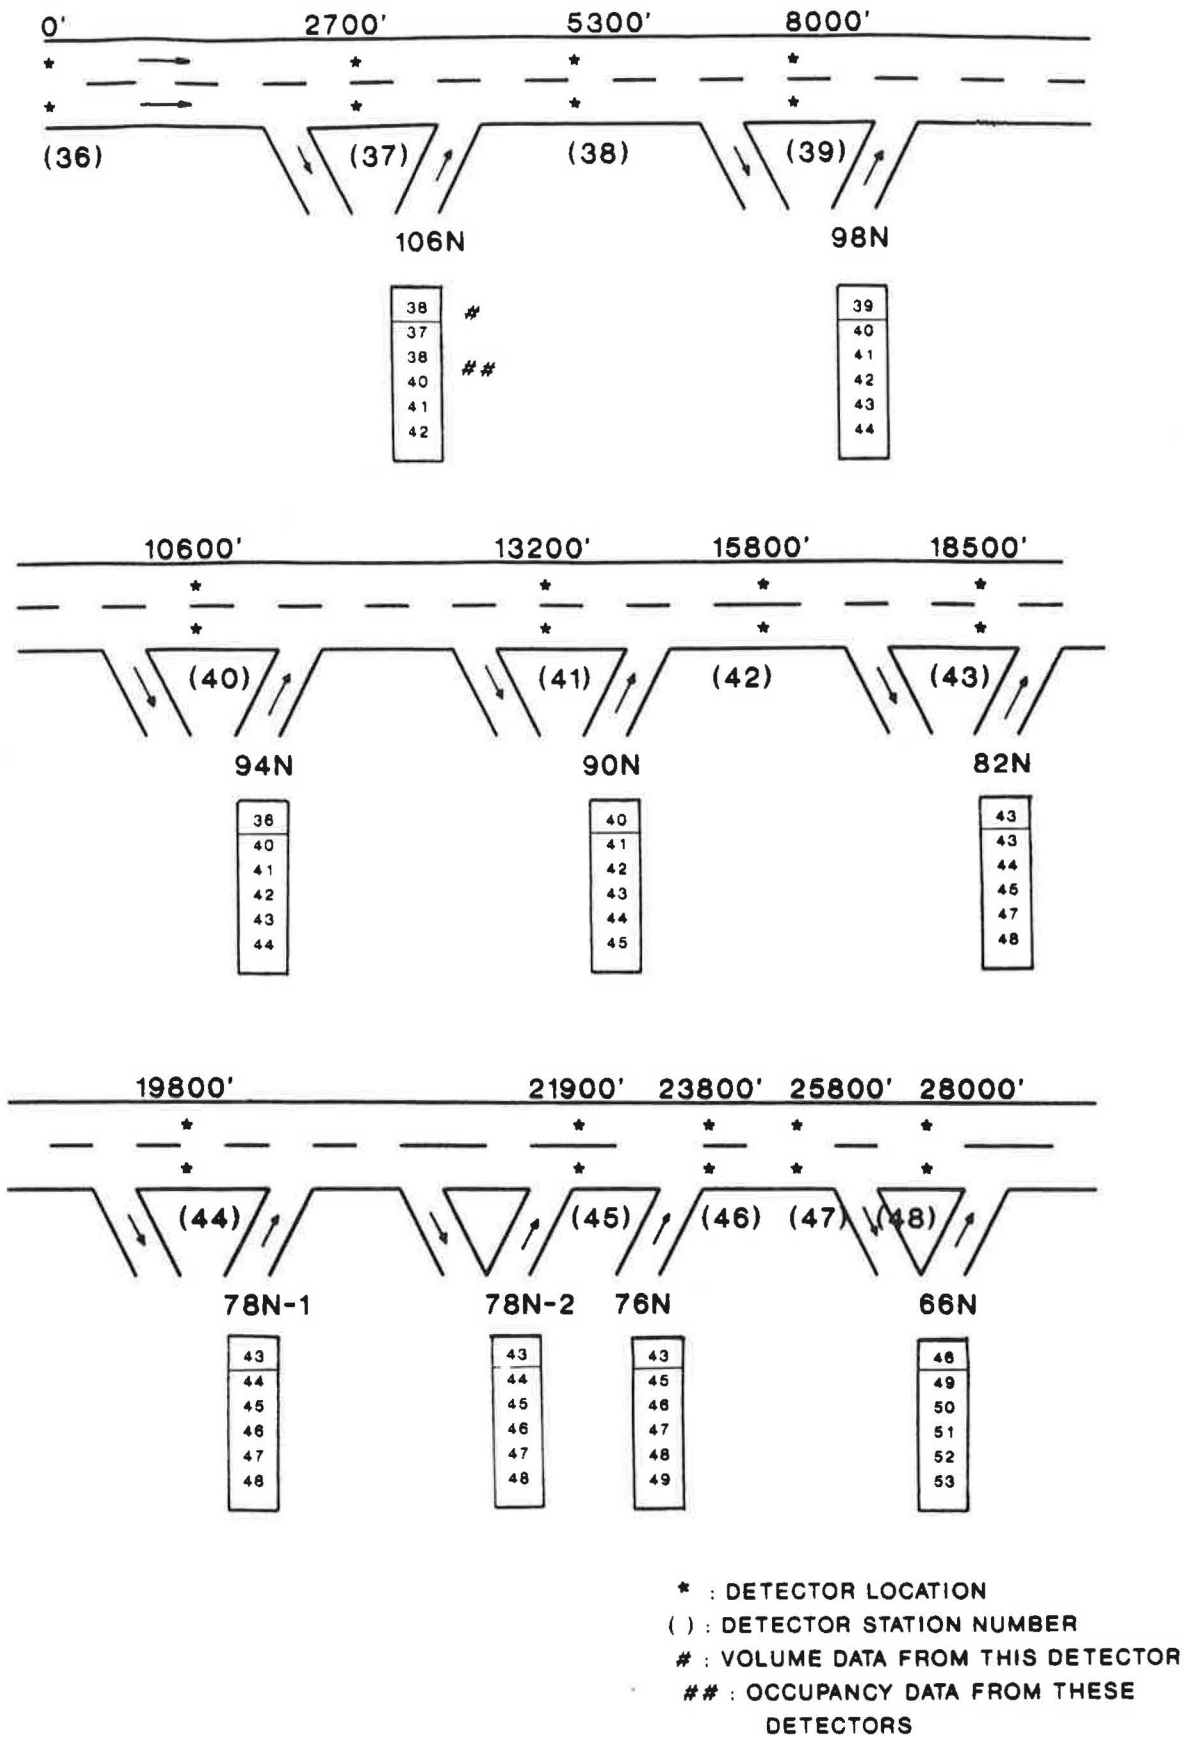 0' 2700' 5300' 8000'
(36) (37) (38) (39)
106N 98N
38 # 39
37 40
38 ## 41
40 42
41 43
42 44
10600' 13200' 15800' 18500'
(40) (41) (42) (43)
94N 90N 82N
36 40 43
40 41 43
41 42 44
42 43 45
43 44 47
44 45 48
19800' 21900' 23800' 25800' 28000'
(44) (45) (46) (47) (48)
78N-1 78N-2 76N 66N
43 43 43 46
44 44 45 49
45 45 46 50
46 46 47 51
47 47 48 52
48 48 49 53
* : DETECTOR LOCATION
( ) : DETECTOR STATION NUMBER
# : VOLUME DATA FROM THIS DETECTOR
## : OCCUPANCY DATA FROM THESE
DETECTORS